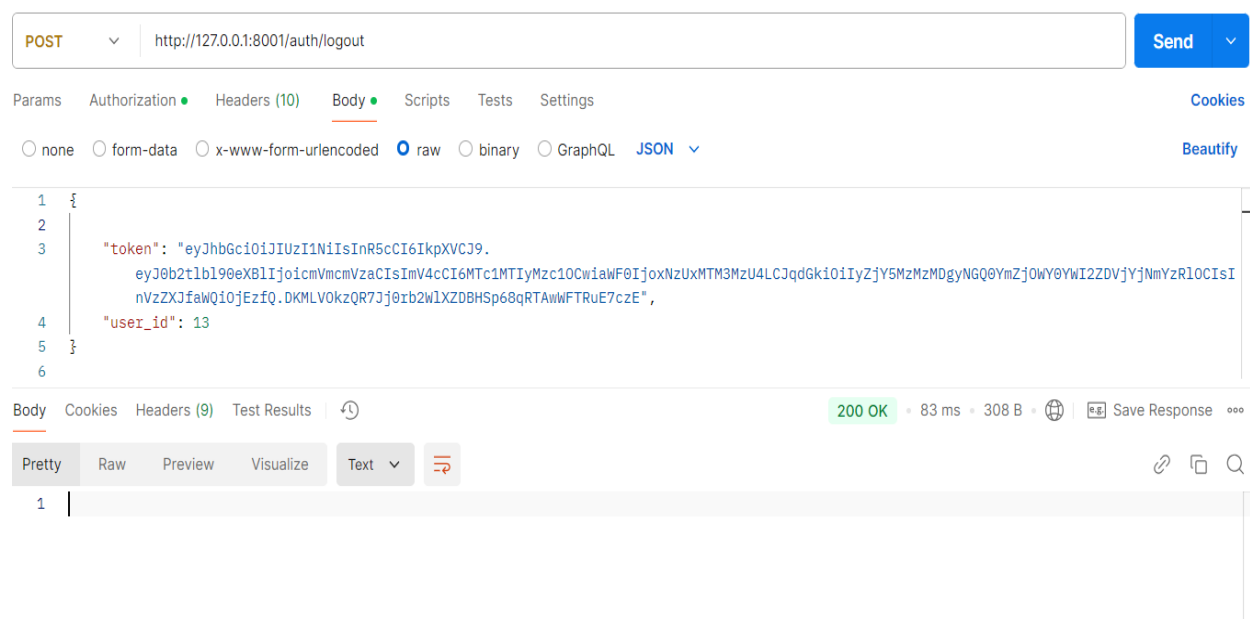 POST http://127.0.0.1:8001/auth/logout Send
Params Authorization Headers (10) Body Scripts Tests Settings Cookies
none form-data x-www-form-urlencoded raw binary GraphQL JSON Beautify
1 {
2
3 "token": "eyJhbGciOiJIUzI1NiIsInR5cCI6IkpXVCJ9.
eyJ0b2tlbl90eXBlIjoicmVmcmVzaCIsImV4cCI6MTc1MTIyMzc1OCwiaWF0IjoxNzUxMTM3MzU4LCJqdGkiOiIyZjY5MzMzMDgyNGQ0YmZjOWY0YWI2ZDVjYjNmYzRlOCIsI
nVzZXJfaWQiOjEzfQ.DKMLVOkzQR7Jj0rb2WlXZDBHSp68qRTAwWFTRuE7czE",
4 "user_id": 13
5 }
6
Body Cookies Headers (9) Test Results 200 OK 83 ms 308 B e.g. Save Response
Pretty Raw Preview Visualize Text
1